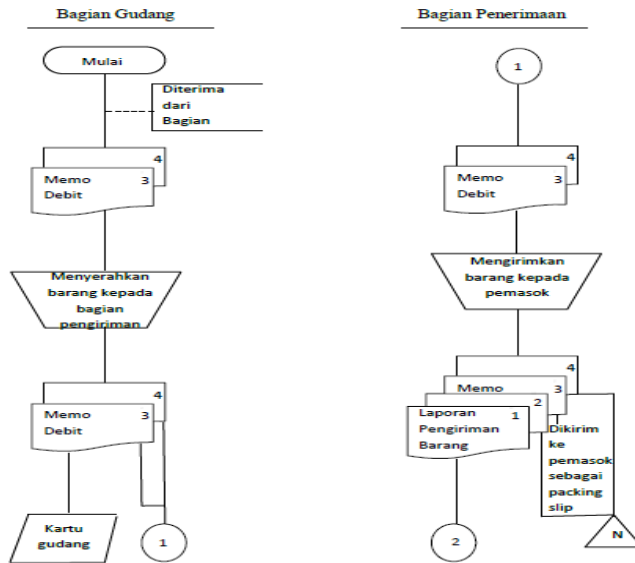 Bagian Gudang
Mulai
Diterima
dari
Bagian
4
Memo 3
Debit
Menyerahkan
barang kepada
bagian
pengiriman
4
Memo 3
Debit
Kartu
gudang
1
Bagian Penerimaan
1
4
Memo 3
Debit
Mengirimkan
barang kepada
pemasok
4
Memo 3
2
Laporan 1
Pengiriman
Barang
Dikirim
ke
pemasok
sebagai
packing
slip
2
N